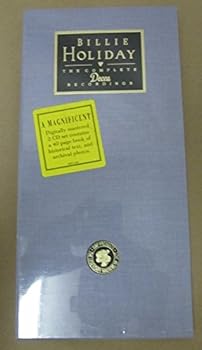 BILLIE
HOLIDAY
THE COMPLETE
Decca
RECORDINGS
A MAGNIFICENT
Digitally mastered,
2-CD set contains
a 40-page book of
historical text, and
archival photos.